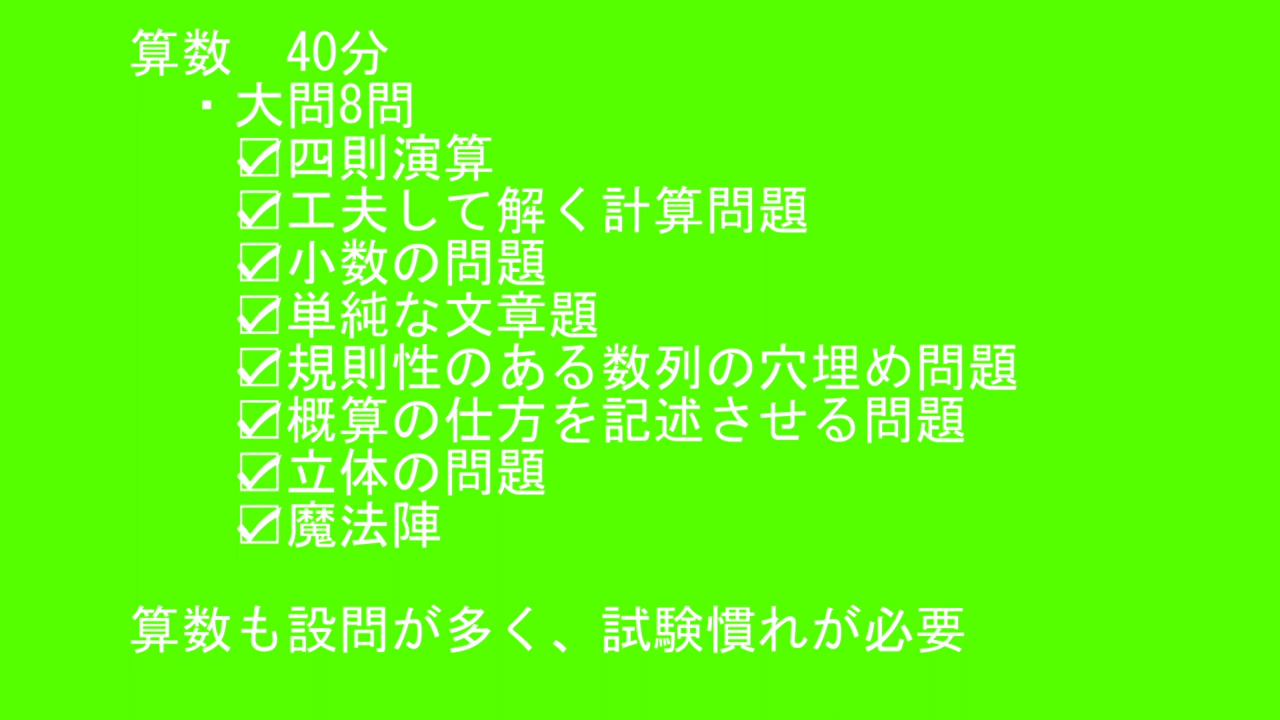 算数　40分
・大問8問
☑四則演算
☑工夫して解く計算問題
☑小数の問題
☑単純な文章題
☑規則性のある数列の穴埋め問題
☑概算の仕方を記述させる問題
☑立体の問題
☑魔法陣
算数も設問が多く、試験慣れが必要